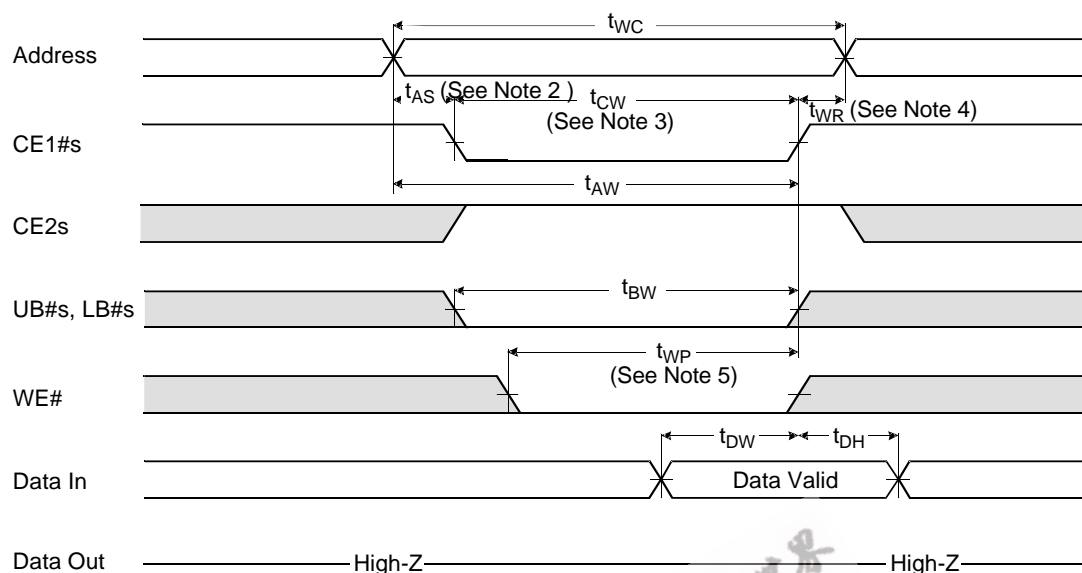 tWC
Address
tAS (See Note 2 )
tCW
(See Note 3)
tWR (See Note 4)
CE1#s
tAW
CE2s
tBW
UB#s, LB#s
tWP
(See Note 5)
WE#
tDW
tDH
Data In
Data Valid
Data Out
High-Z
High-Z